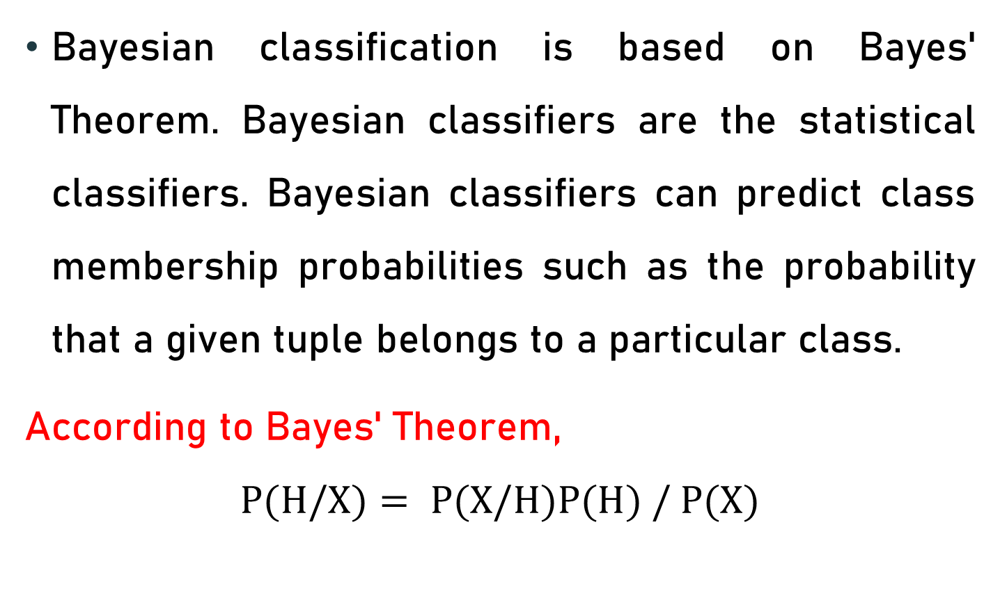 • Bayesian classification is based on Bayes'
Theorem. Bayesian classifiers are the statistical
classifiers. Bayesian classifiers can predict class
membership probabilities such as the probability
that a given tuple belongs to a particular class.
According to Bayes' Theorem,
P(H/X) = P(X/H)P(H) / P(X)